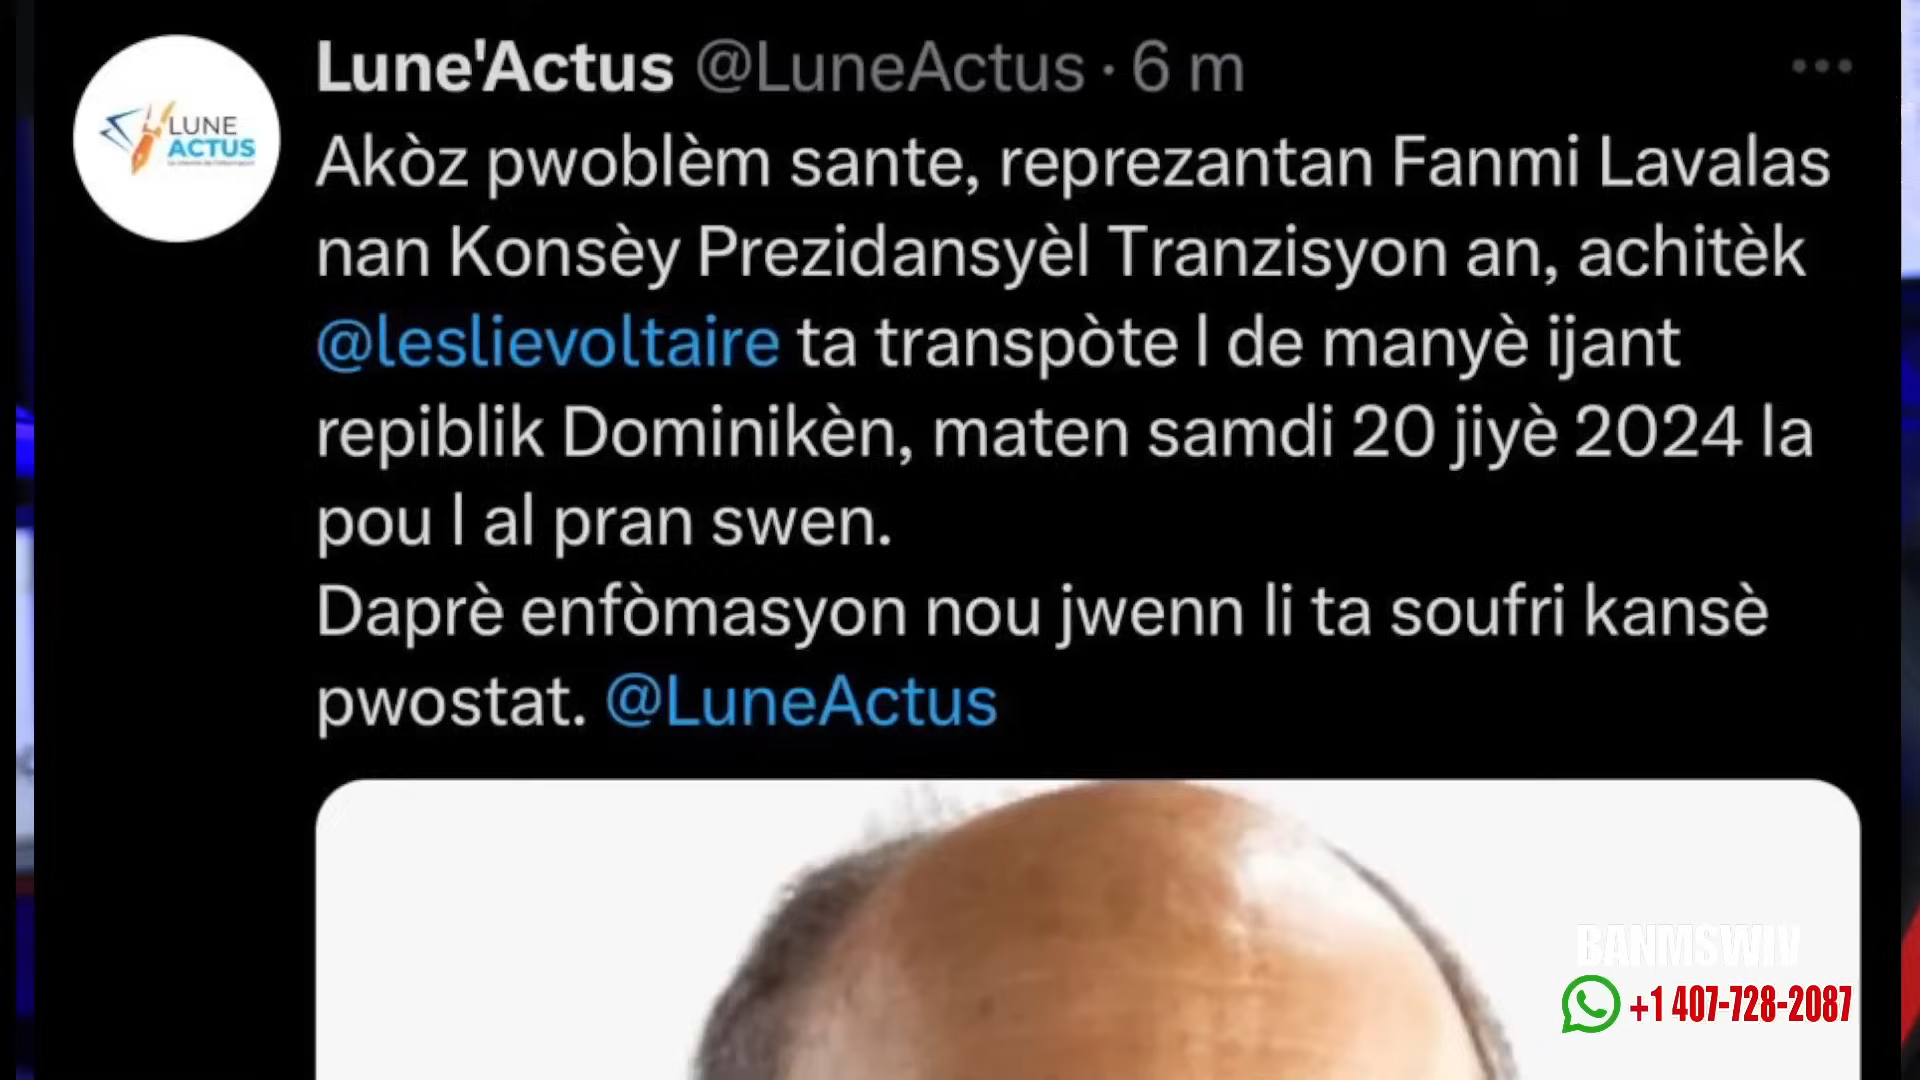 Lune'Actus @LuneActus · 6 m
LUNE
ACTUS
Akòz pwoblèm sante, reprezantan Fanmi Lavalas
nan Konsèy Prezidansyèl Tranzisyon an, achitèk
@leslievoltaire ta transpòte l de manyè ijant
repiblik Dominikèn, maten samdi 20 jiyè 2024 la
pou l al pran swen.
Daprè enfòmasyon nou jwenn li ta soufri kansè
pwostat. @LuneActus
BANMSWIV
+1 407-728-2087